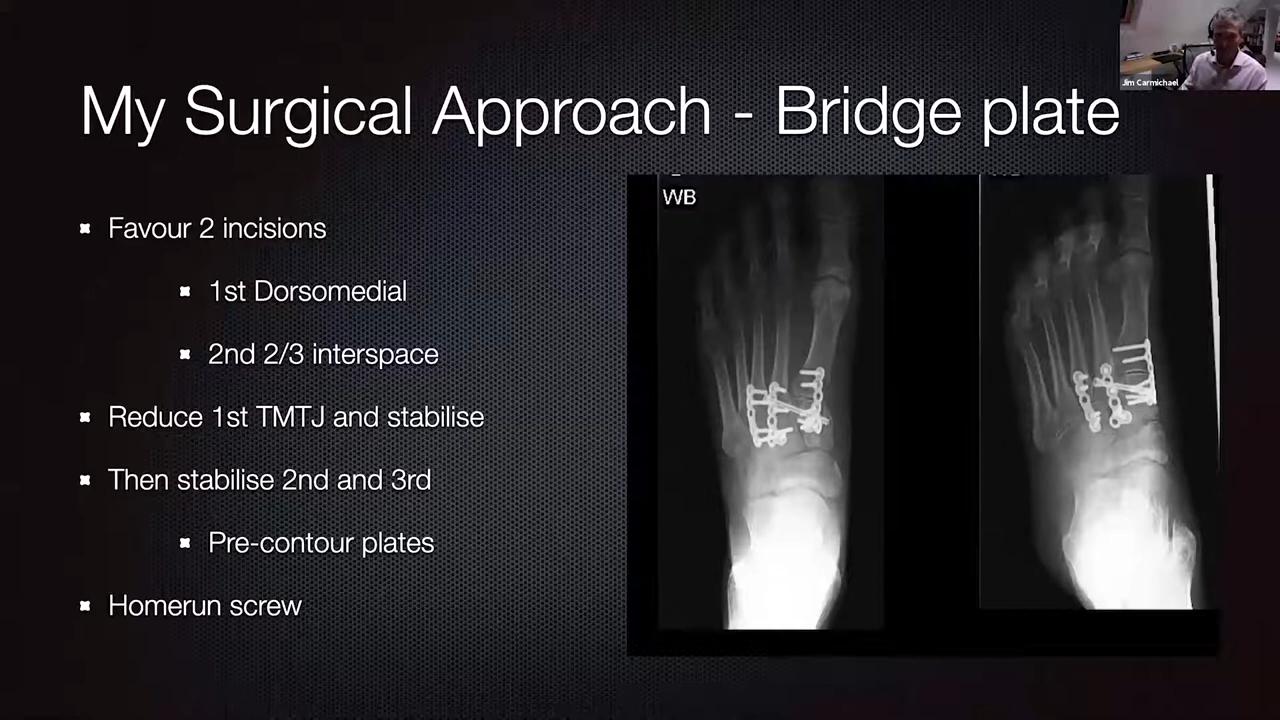 Jim Carmichael
My Surgical Approach - Bridge plate
Favour 2 incisions
1st Dorsomedial
2nd 2/3 interspace
Reduce 1st TMTJ and stabilise
Then stabilise 2nd and 3rd
Pre-contour plates
Homerun screw
WB